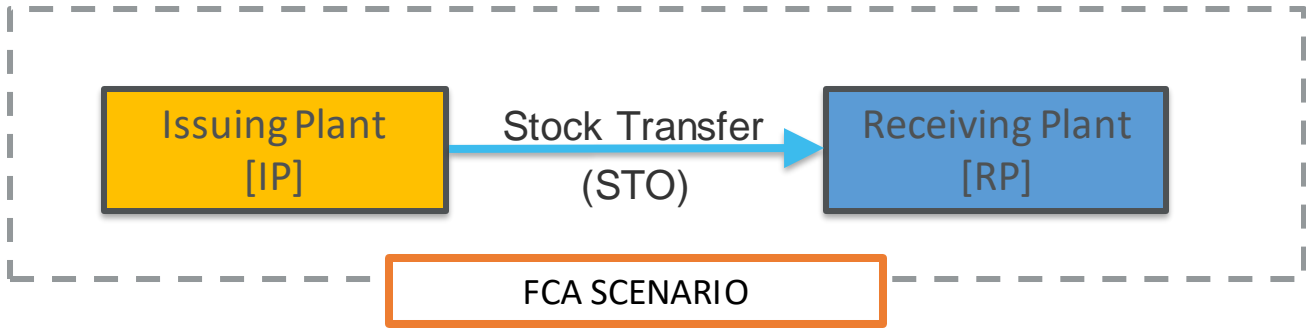 Issuing Plant
[IP]
Stock Transfer
(STO)
Receiving Plant
[RP]
FCA SCENARIO